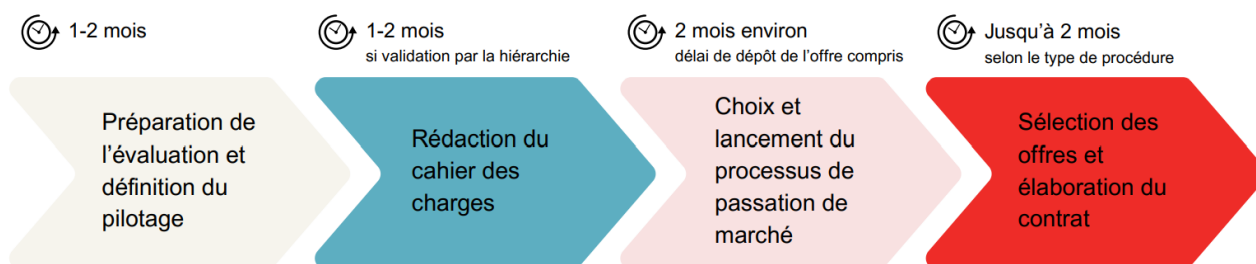 1-2 mois
Préparation de
l’évaluation et
définition du
pilotage
1-2 mois
si validation par la hiérarchie
Rédaction du
cahier des
charges
2 mois environ
délai de dépôt de l’offre compris
Choix et
lancement du
processus de
passation de
marché
Jusqu’à 2 mois
selon le type de procédure
Sélection des
offres et
élaboration du
contrat